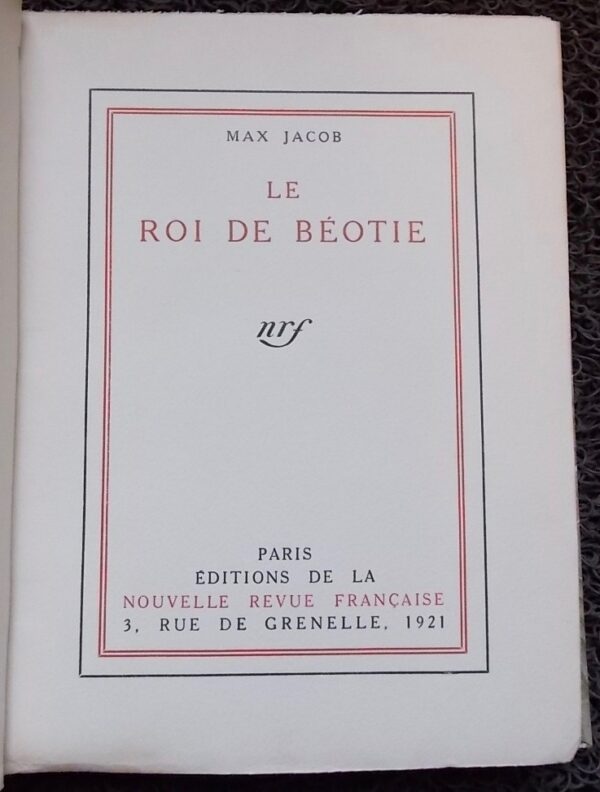 MAX JACOB
LE
ROI DE BÉOTIE
nrf
PARIS
ÉDITIONS DE LA
NOUVELLE REVUE FRANÇAISE
3, RUE DE GRENELLE, 1921